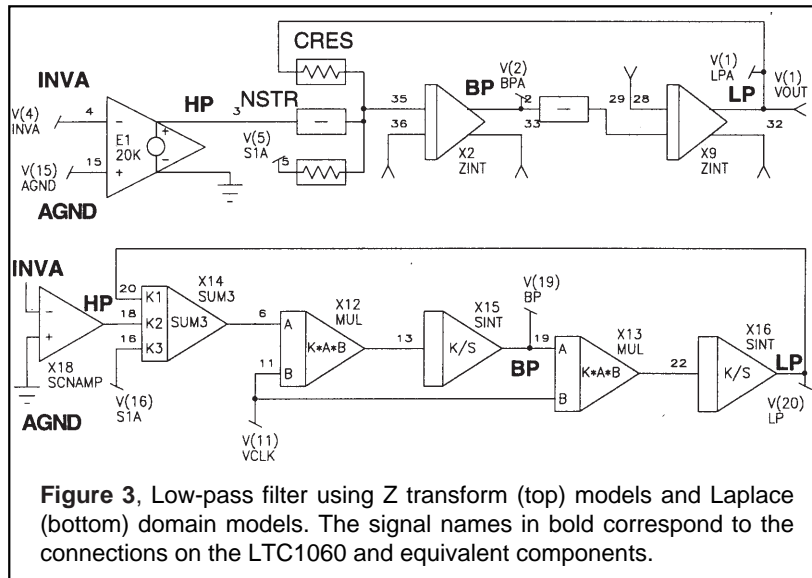 CRES
INVA
HP
NSTR
BP
V(2)
BPA
V(1)
LPA
LP
V(1)
VOUT
V(4)
INVA
4
3
35
2
29
28
E1
20K
V(5)
S1A
5
36
33
32
V(15)
AGND
15
X2
ZINT
X9
ZINT
AGND
INVA
HP
20
K1
X14
SUM3
18
K2
SUM3
6
A
X12
MUL
X15
SINT
V(19)
BP
16
K3
K*A*B
13
K/S
19
A
X13
MUL
X16
SINT
LP
X18
SCNAMP
11
B
BP
K*A*B
22
K/S
B
AGND
V(16)
S1A
V(11)
VCLK
V(20)
LP
Figure 3, Low-pass filter using Z transform (top) models and Laplace
(bottom) domain models. The signal names in bold correspond to the
connections on the LTC1060 and equivalent components.